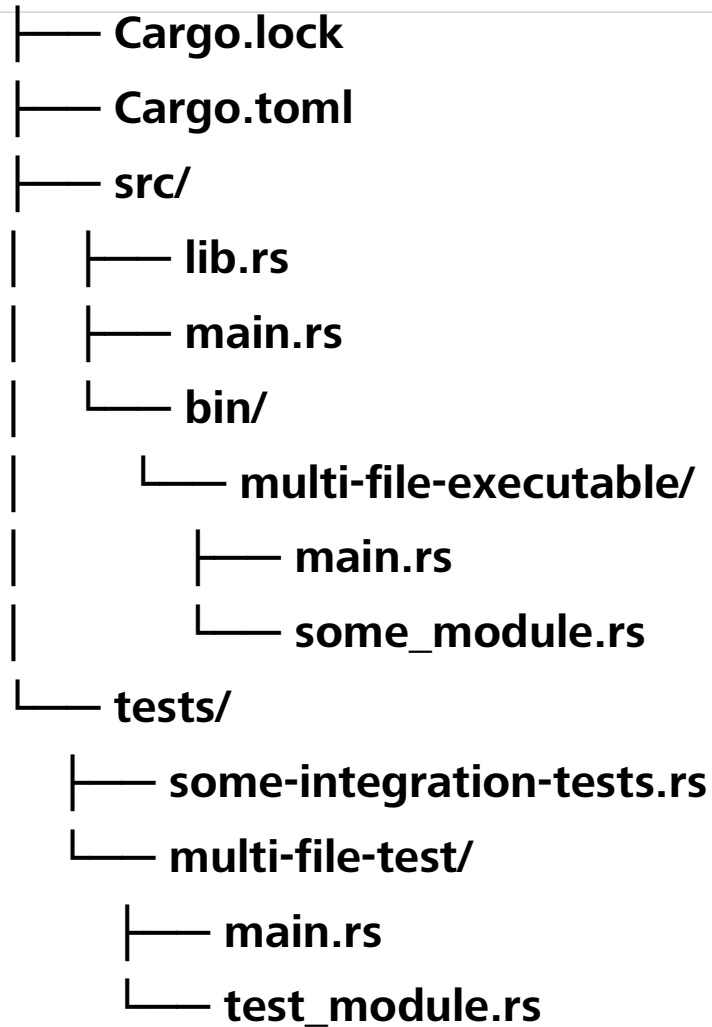 ├── Cargo.lock
├── Cargo.toml
├── src/
│   ├── lib.rs
│   ├── main.rs
│   └── bin/
│       └── multi-file-executable/
│           ├── main.rs
│           └── some_module.rs
└── tests/
    ├── some-integration-tests.rs
    └── multi-file-test/
        ├── main.rs
        └── test_module.rs